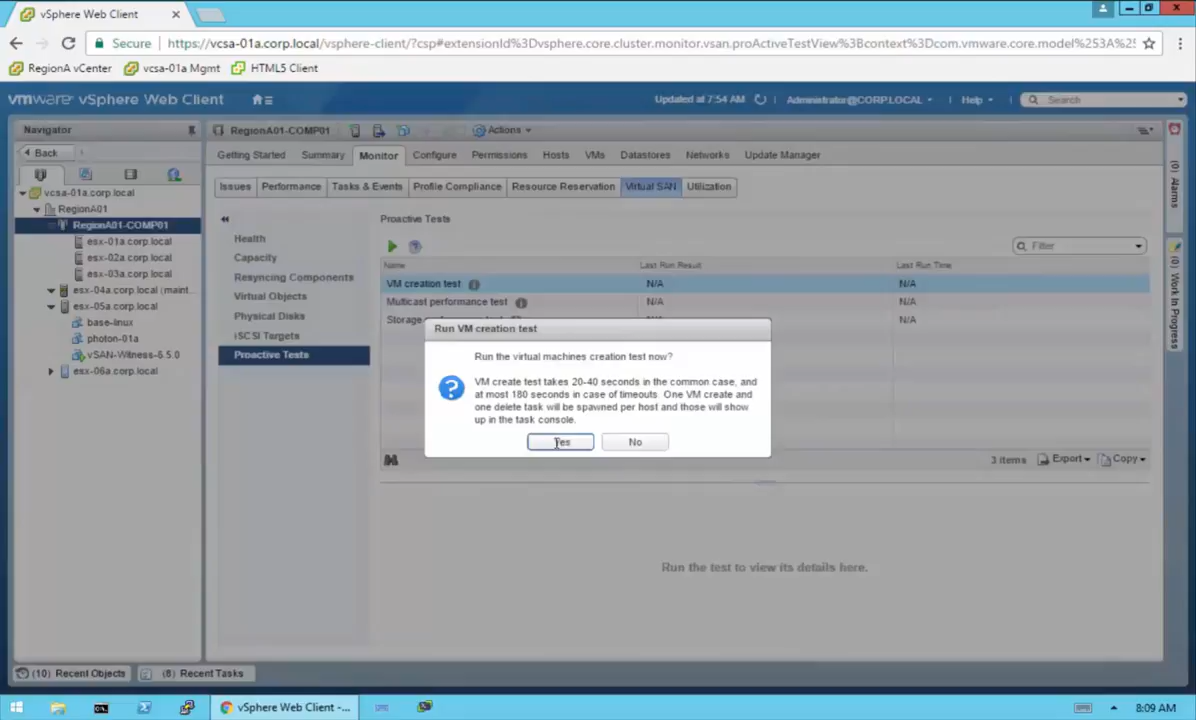 vSphere Web Client
Secure
https://vcsa-01a.corp.local/vsphere-client/?csp#extensionId%3Dvsphere.core.cluster.monitor.vsan.proActiveTestView%3Bcontext%3Dcom.vmware.core.model%253A%25
RegionA vCenter
vcsa-01a Mgmt
HTML5 Client
vmware® vSphere Web Client
Updated at 7:54 AM
Administrator@CORP.LOCAL
Help
Search
Navigator
Back
vcsa-01a.corp.local
RegionA01
RegionA01-COMP01
esx-01a.corp.local
esx-02a.corp.local
esx-03a.corp.local
esx-04a.corp.local (maint...
esx-05a.corp.local
base-linux
photon-01a
vSAN-Witness-6.5.0
esx-06a.corp.local
RegionA01-COMP01
Actions
Getting Started Summary Monitor Configure Permissions Hosts VMs Datastores Networks Update Manager
Issues Performance Tasks & Events Profile Compliance Resource Reservation Virtual SAN Utilization
Health
Capacity
Resyncing Components
Virtual Objects
Physical Disks
iSCSI Targets
Proactive Tests
Proactive Tests
Filter
Name Last Run Result Last Run Time
VM creation test N/A N/A
Multicast performance test N/A N/A
Storage N/A N/A
Run VM creation test
Run the virtual machines creation test now?
VM create test takes 20-40 seconds in the common case, and
at most 180 seconds in case of timeouts. One VM create and
one delete task will be spawned per host and those will show
up in the task console.
Yes No
3 items Export Copy
Run the test to view its details here.
(0) Alarms
(0) Work In Progress
(10) Recent Objects
(8) Recent Tasks
vSphere Web Client -...
8:09 AM